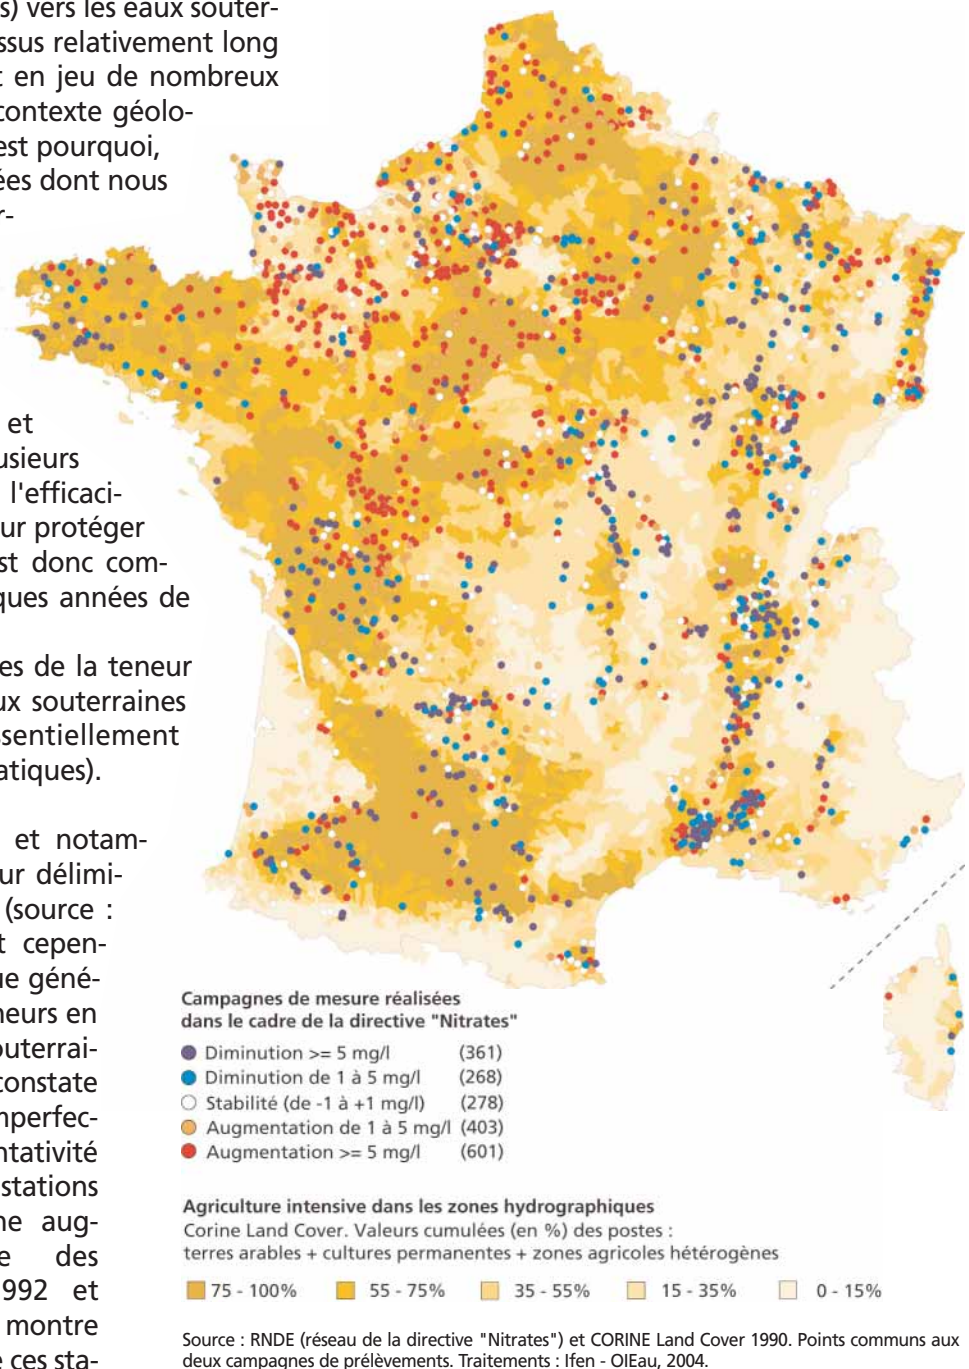 s) vers les eaux souter-
ssus relativement long
t en jeu de nombreux
contexte géolo-
est pourquoi,
ées dont nous
r-
et
usieurs
l'efficaci-
ur protéger
st donc com-
ques années de
es de la teneur
ux souterraines
ssentiellement
atiques).
et notam-
ur délimi-
(source :
t cepen-
ue géné-
neurs en
outerrai-
constate
mperfec-
ntativité
stations
ne aug-
e des
992 et
montre
e ces sta-
Campagnes de mesure réalisées
dans le cadre de la directive "Nitrates"
Diminution >= 5 mg/l (361)
Diminution de 1 à 5 mg/l (268)
Stabilité (de -1 à +1 mg/l) (278)
Augmentation de 1 à 5 mg/l (403)
Augmentation >= 5 mg/l (601)
Agriculture intensive dans les zones hydrographiques
Corine Land Cover. Valeurs cumulées (en %) des postes :
terres arables + cultures permanentes + zones agricoles hétérogènes
75 - 100% 55 - 75% 35 - 55% 15 - 35% 0 - 15%
Source : RNDE (réseau de la directive "Nitrates") et CORINE Land Cover 1990. Points communs aux
deux campagnes de prélèvements. Traitements : Ifen - OIEau, 2004.